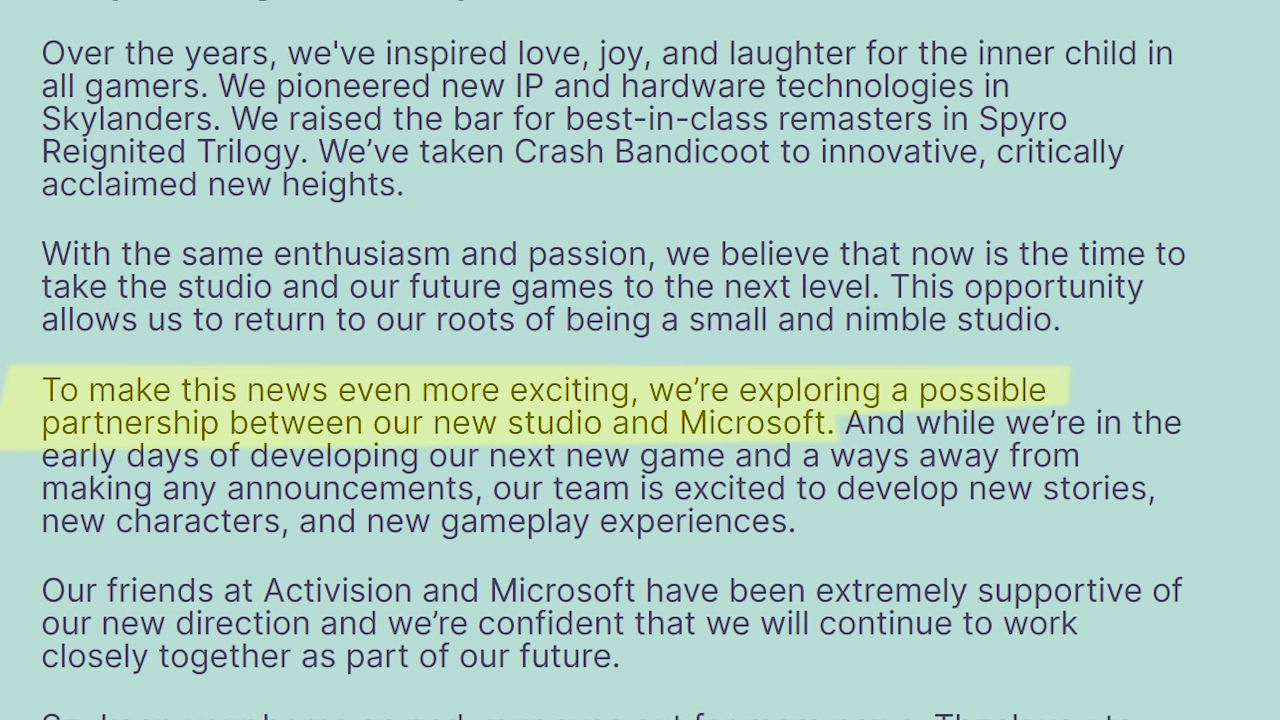 Over the years, we've inspired love, joy, and laughter for the inner child in
all gamers. We pioneered new IP and hardware technologies in
Skylanders. We raised the bar for best-in-class remasters in Spyro
Reignited Trilogy. We’ve taken Crash Bandicoot to innovative, critically
acclaimed new heights.
With the same enthusiasm and passion, we believe that now is the time to
take the studio and our future games to the next level. This opportunity
allows us to return to our roots of being a small and nimble studio.
To make this news even more exciting, we’re exploring a possible
partnership between our new studio and Microsoft. And while we’re in the
early days of developing our next new game and a ways away from
making any announcements, our team is excited to develop new stories,
new characters, and new gameplay experiences.
Our friends at Activision and Microsoft have been extremely supportive of
our new direction and we’re confident that we will continue to work
closely together as part of our future.